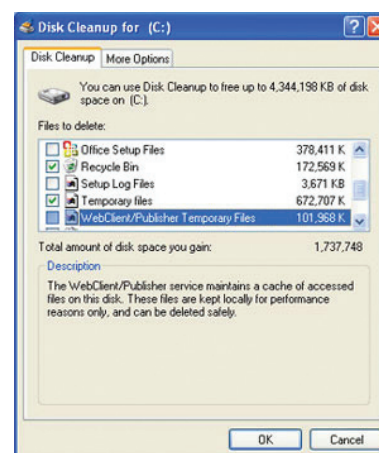 Disk Cleanup for (C:)
Disk Cleanup More Options
You can use Disk Cleanup to free up to 4,344,198 KB of disk
space on (C:).
Files to delete:
Office Setup Files 378,411 K
Recycle Bin 172,569 K
Setup Log Files 3,671 KB
Temporary files 672,707 K
WebClient/Publisher Temporary Files 101,968 K
Total amount of disk space you gain: 1,737,748
Description
The WebClient/Publisher service maintains a cache of accessed
files on this disk. These files are kept locally for performance
reasons only, and can be deleted safely.
OK Cancel